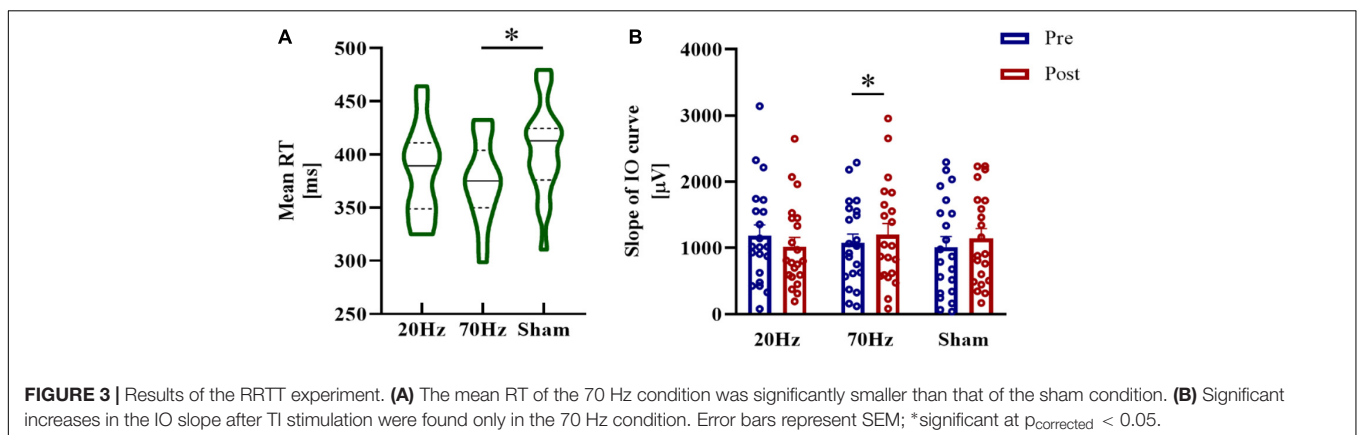 A
*
500
450
400
350
300
250
Mean RT
[ms]
20Hz 70Hz Sham
B
Pre
Post
*
4000
3000
2000
1000
0
Slope of IO curve
[μV]
20Hz 70Hz Sham
FIGURE 3 | Results of the RRTT experiment. (A) The mean RT of the 70 Hz condition was significantly smaller than that of the sham condition. (B) Significant
increases in the IO slope after TI stimulation were found only in the 70 Hz condition. Error bars represent SEM; *significant at pcorrected < 0.05.